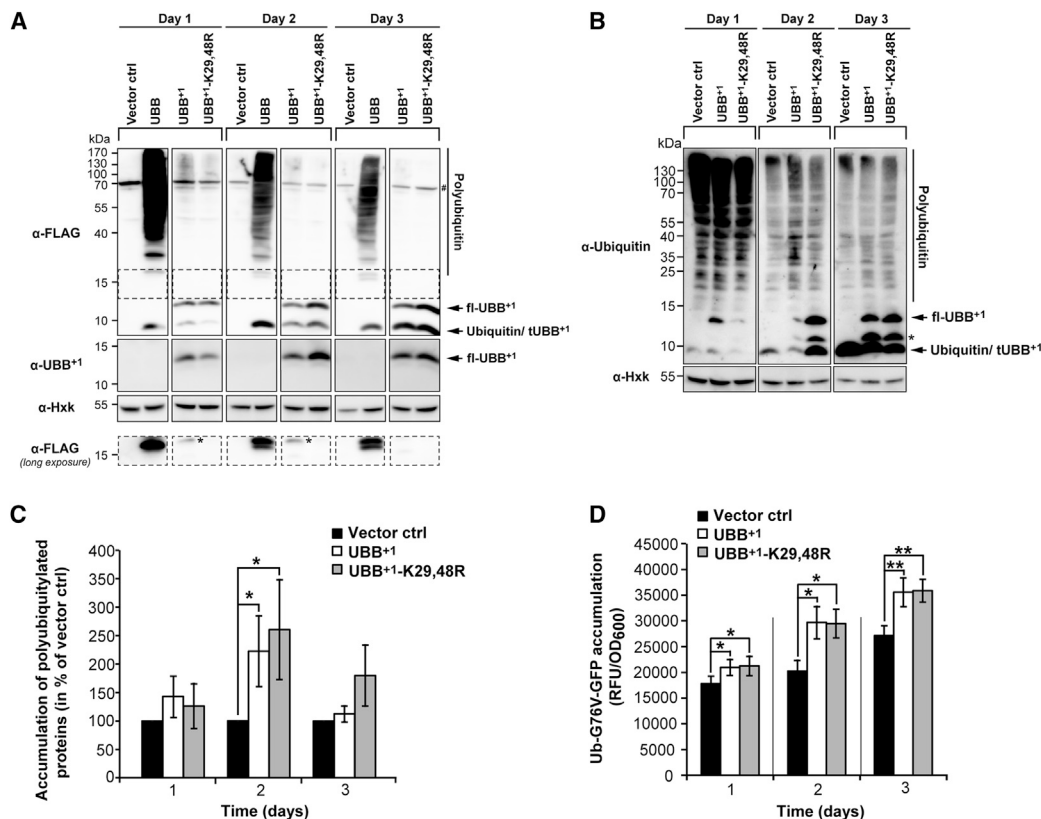 A
Day 1
Day 2
Day 3
Vector ctrl
UBB
UBB+1
UBB+1-K29,48R
Vector ctrl
UBB
UBB+1
UBB+1-K29,48R
Vector ctrl
UBB
UBB+1
UBB+1-K29,48R
kDa
170
130
100
70
55
40
15
10
α-FLAG
#
Polyubiquitin
fl-UBB+1
Ubiquitin/ tUBB+1
15
10
α-UBB+1
fl-UBB+1
α-Hxk
55
α-FLAG
(long exposure)
15
*
*
B
Day 1
Day 2
Day 3
Vector ctrl
UBB+1
UBB+1-K29,48R
Vector ctrl
UBB+1
UBB+1-K29,48R
Vector ctrl
UBB+1
UBB+1-K29,48R
kDa
130
100
70
55
40
35
25
15
10
α-Ubiquitin
Polyubiquitin
fl-UBB+1
*
Ubiquitin/ tUBB+1
α-Hxk
55
C
Vector ctrl
UBB+1
UBB+1-K29,48R
Accumulation of polyubiquitylated
proteins (in % of vector ctrl)
400
350
300
250
200
150
100
50
0
*
*
1
2
3
Time (days)
D
Vector ctrl
UBB+1
UBB+1-K29,48R
Ub-G76V-GFP accumulation
(RFU/OD600)
45000
40000
35000
30000
25000
20000
15000
10000
5000
0
*
*
*
*
**
**
1
2
3
Time (days)